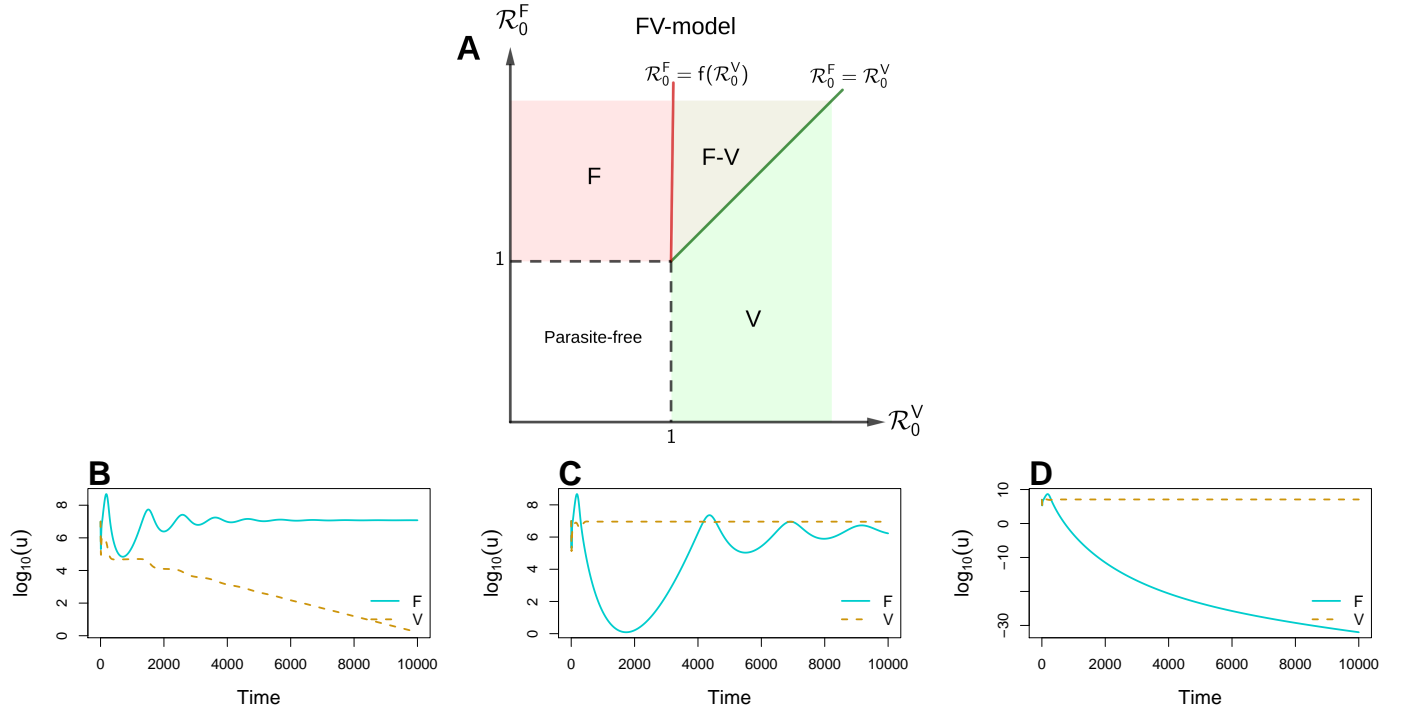 FV-model
A
ℛ₀ᶠ
ℛ₀ᶠ = f(ℛ₀ⱽ)
ℛ₀ᶠ = ℛ₀ⱽ
F
F-V
1
V
Parasite-free
1
ℛ₀ⱽ
B
log₁₀(u)
8
6
4
2
0
F
V
0 2000 4000 6000 8000 10000
Time
C
log₁₀(u)
8
6
4
2
0
F
V
0 2000 4000 6000 8000 10000
Time
D
log₁₀(u)
10
0
−10
−30
F
V
0 2000 4000 6000 8000 10000
Time